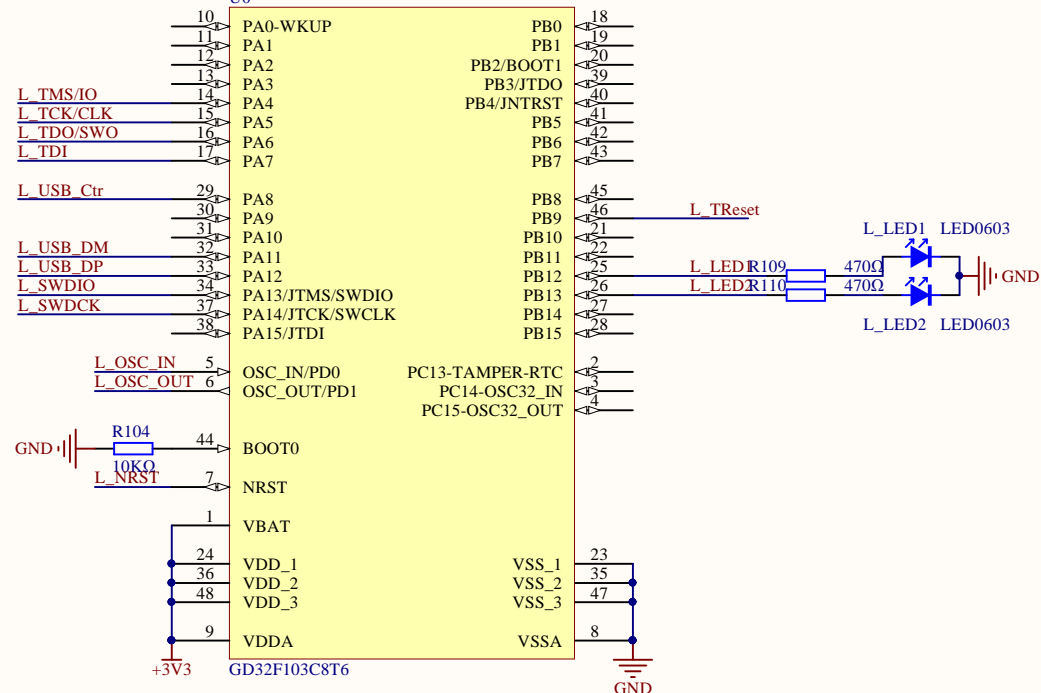 10 PA0-WKUP PB0 18
11 PA1 PB1 19
12 PA2 PB2/BOOT1 20
13 PA3 PB3/JTDO 39
L_TMS/IO 14 PA4 PB4/JNTRST 40
L_TCK/CLK 15 PA5 PB5 41
L_TDO/SWO 16 PA6 PB6 42
L_TDI 17 PA7 PB7 43
L_USB_Ctr 29 PA8 PB8 45
30 PA9 PB9 46 L_TReset
31 PA10 PB10 21
L_LED1 LED0603
L_USB_DM 32 PA11 PB11 22
L_USB_DP 33 PA12 PB12 25 L_LED1 R109 470Ω GND
L_SWDIO 34 PA13/JTMS/SWDIO PB13 26 L_LED2 R110 470Ω
L_SWDCK 37 PA14/JTCK/SWCLK PB14 27
L_LED2 LED0603
38 PA15/JTDI PB15 28
L_OSC_IN 5 OSC_IN/PD0 PC13-TAMPER-RTC 2
L_OSC_OUT 6 OSC_OUT/PD1 PC14-OSC32_IN 3
PC15-OSC32_OUT 4
R104
GND 44 BOOT0
10KΩ
L_NRST 7 NRST
1 VBAT
24 VDD_1 VSS_1 23
36 VDD_2 VSS_2 35
48 VDD_3 VSS_3 47
9 VDDA VSSA 8
+3V3 GD32F103C8T6
GND